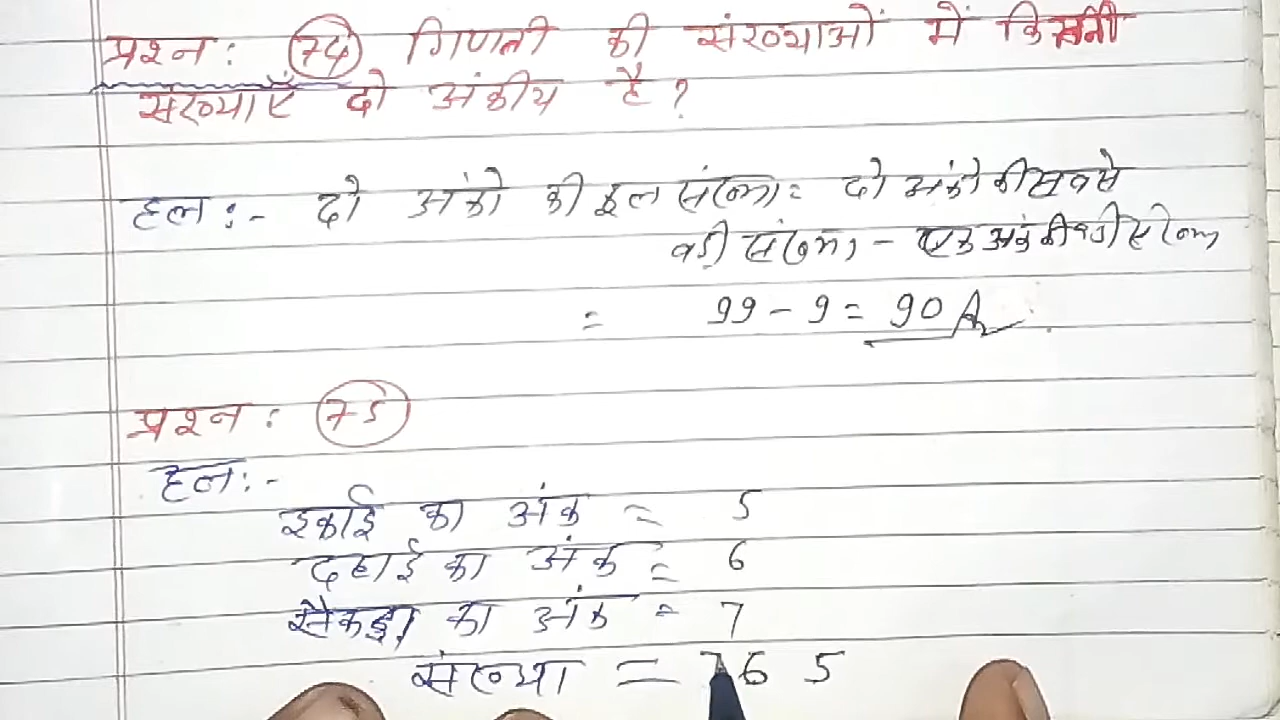 प्रश्न : 74 गिणती की संख्याओं में कितनी
संख्याएँ दो अंकीय है ?
हल :- दो अंको की कुल संख्या = दो अंको की सबसे
बड़ी संख्या - एक अंक की बड़ी संख्या
= 99 - 9 = 90 A
प्रश्न : 75
हल :-
इकाई का अंक = 5
दहाई का अंक = 6
सैकड़ा का अंक = 7
संख्या = 765